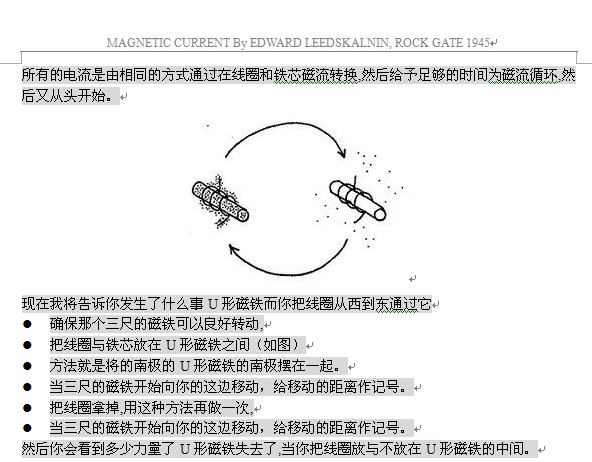 MAGNETIC CURRENT By EDWARD LEEDSKALNIN, ROCK GATE 1945
所有的电流是由相同的方式通过在线圈和铁芯磁流转换,然后给予足够的时间为磁流循环,然
后又从头开始。
现在我将告诉你发生了什么事 U 形磁铁而你把线圈从西到东通过它
● 确保那个三尺的磁铁可以良好转动,
● 把线圈与铁芯放在 U 形磁铁之间（如图）
● 方法就是将的南极的 U 形磁铁的南极摆在一起。
● 当三尺的磁铁开始向你的这边移动，给移动的距离作记号。
● 把线圈拿掉,用这种方法再做一次,
● 当三尺的磁铁开始向你的这边移动，给移动的距离作记号。
然后你会看到多少力量了 U 形磁铁失去了,当你把线圈放与不放在 U 形磁铁的中间。